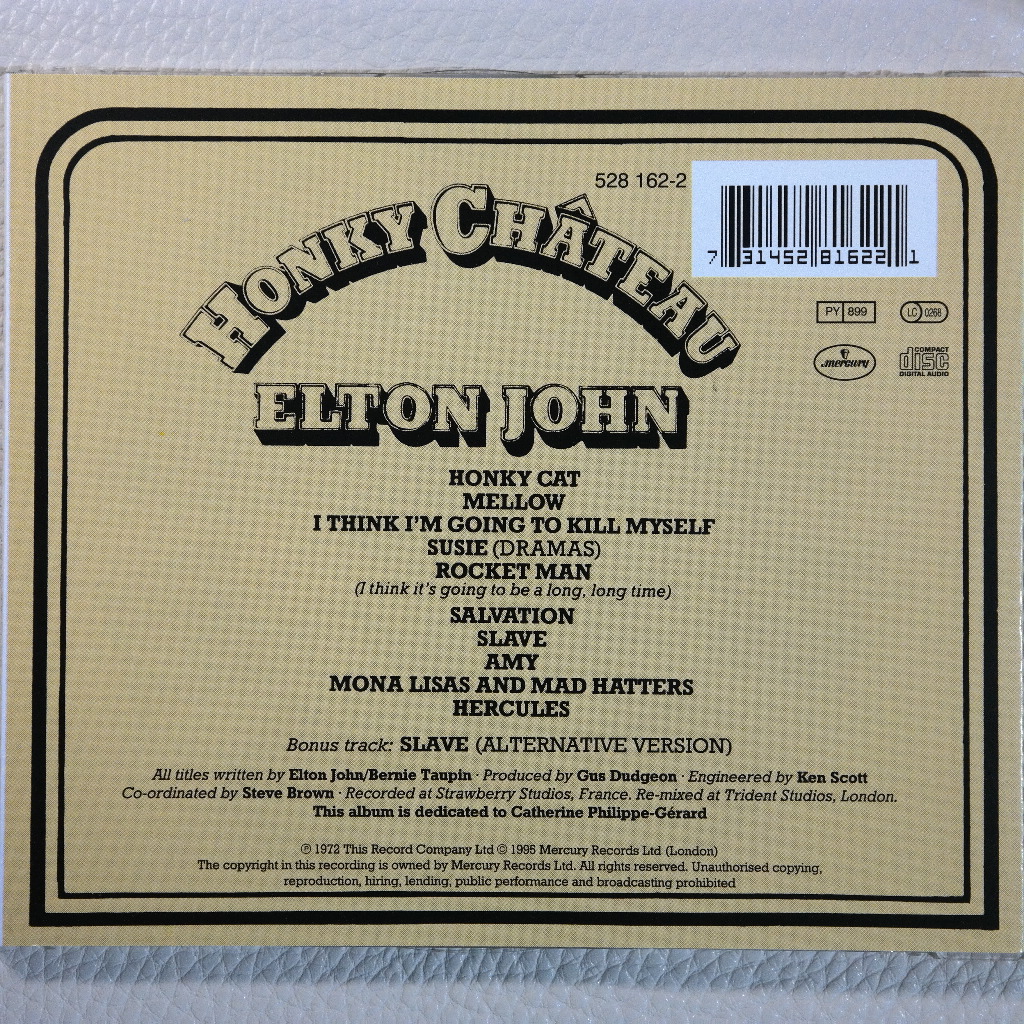 528 162-2
7 31452 81622 1
HONKY CHÂTEAU
PY 899
LC 0268
mercury
COMPACT
disc
DIGITAL AUDIO
ELTON JOHN
HONKY CAT
MELLOW
I THINK I'M GOING TO KILL MYSELF
SUSIE (DRAMAS)
ROCKET MAN
(I think it's going to be a long, long time)
SALVATION
SLAVE
AMY
MONA LISAS AND MAD HATTERS
HERCULES
Bonus track: SLAVE (ALTERNATIVE VERSION)
All titles written by Elton John/Bernie Taupin · Produced by Gus Dudgeon · Engineered by Ken Scott
Co-ordinated by Steve Brown · Recorded at Strawberry Studios, France. Re-mixed at Trident Studios, London.
This album is dedicated to Catherine Philippe-Gérard
℗ 1972 This Record Company Ltd © 1995 Mercury Records Ltd (London)
The copyright in this recording is owned by Mercury Records Ltd. All rights reserved. Unauthorised copying,
reproduction, hiring, lending, public performance and broadcasting prohibited